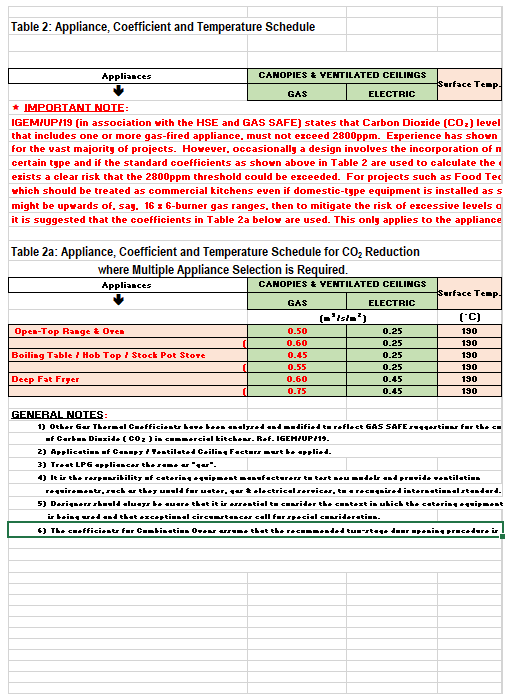 Table 2: Appliance, Coefficient and Temperature Schedule
Appliances CANOPIES & VENTILATED CEILINGS Surface Temp.
GAS ELECTRIC
* IMPORTANT NOTE:
IGEM/UP/19 (in association with the HSE and GAS SAFE) states that Carbon Dioxide (CO2) level
that includes one or more gas-fired appliance, must not exceed 2800ppm. Experience has shown
for the vast majority of projects. However, occasionally a design involves the incorporation of
certain type and if the standard coefficients as shown above in Table 2 are used to calculate the
exists a clear risk that the 2800ppm threshold could be exceeded. For projects such as Food Tec
which should be treated as commercial kitchens even if domestic-type equipment is installed as
might be upwards of, say, 16 x 6-burner gas ranges, then to mitigate the risk of excessive levels
it is suggested that the coefficients in Table 2a below are used. This only applies to the appliance
Table 2a: Appliance, Coefficient and Temperature Schedule for CO2 Reduction
where Multiple Appliance Selection is Required.
Appliances CANOPIES & VENTILATED CEILINGS Surface Temp.
GAS ELECTRIC
(m³/s/m²) (°C)
Open-Top Range & Oven 0.50 0.25 190
( 0.60 0.25 190
Boiling Table / Hob Top / Stock Pot Stove 0.45 0.25 190
( 0.55 0.25 190
Deep Fat Fryer 0.60 0.45 190
( 0.75 0.45 190
GENERAL NOTES:
1) Other Gas Thermal Coefficients have been analysed and modified to reflect GAS SAFE suggestions for the
of Carbon Dioxide ( CO2 ) in commercial kitchens. Ref. IGEM/UP/19.
2) Application of Canopy / Ventilated Ceiling Factors must be applied.
3) Treat LPG appliances the same as "gas".
4) It is the responsibility of catering equipment manufacturers to test new models and provide ventilation
requirements, such as they would for water, gas & electrical services, to a recognised international standard.
5) Designers should always be aware that it is essential to consider the context in which the catering equipment
is being used and that exceptional circumstances call for special consideration.
6) The coefficients for Combination Ovens assume that the recommended two-stage door opening procedure is